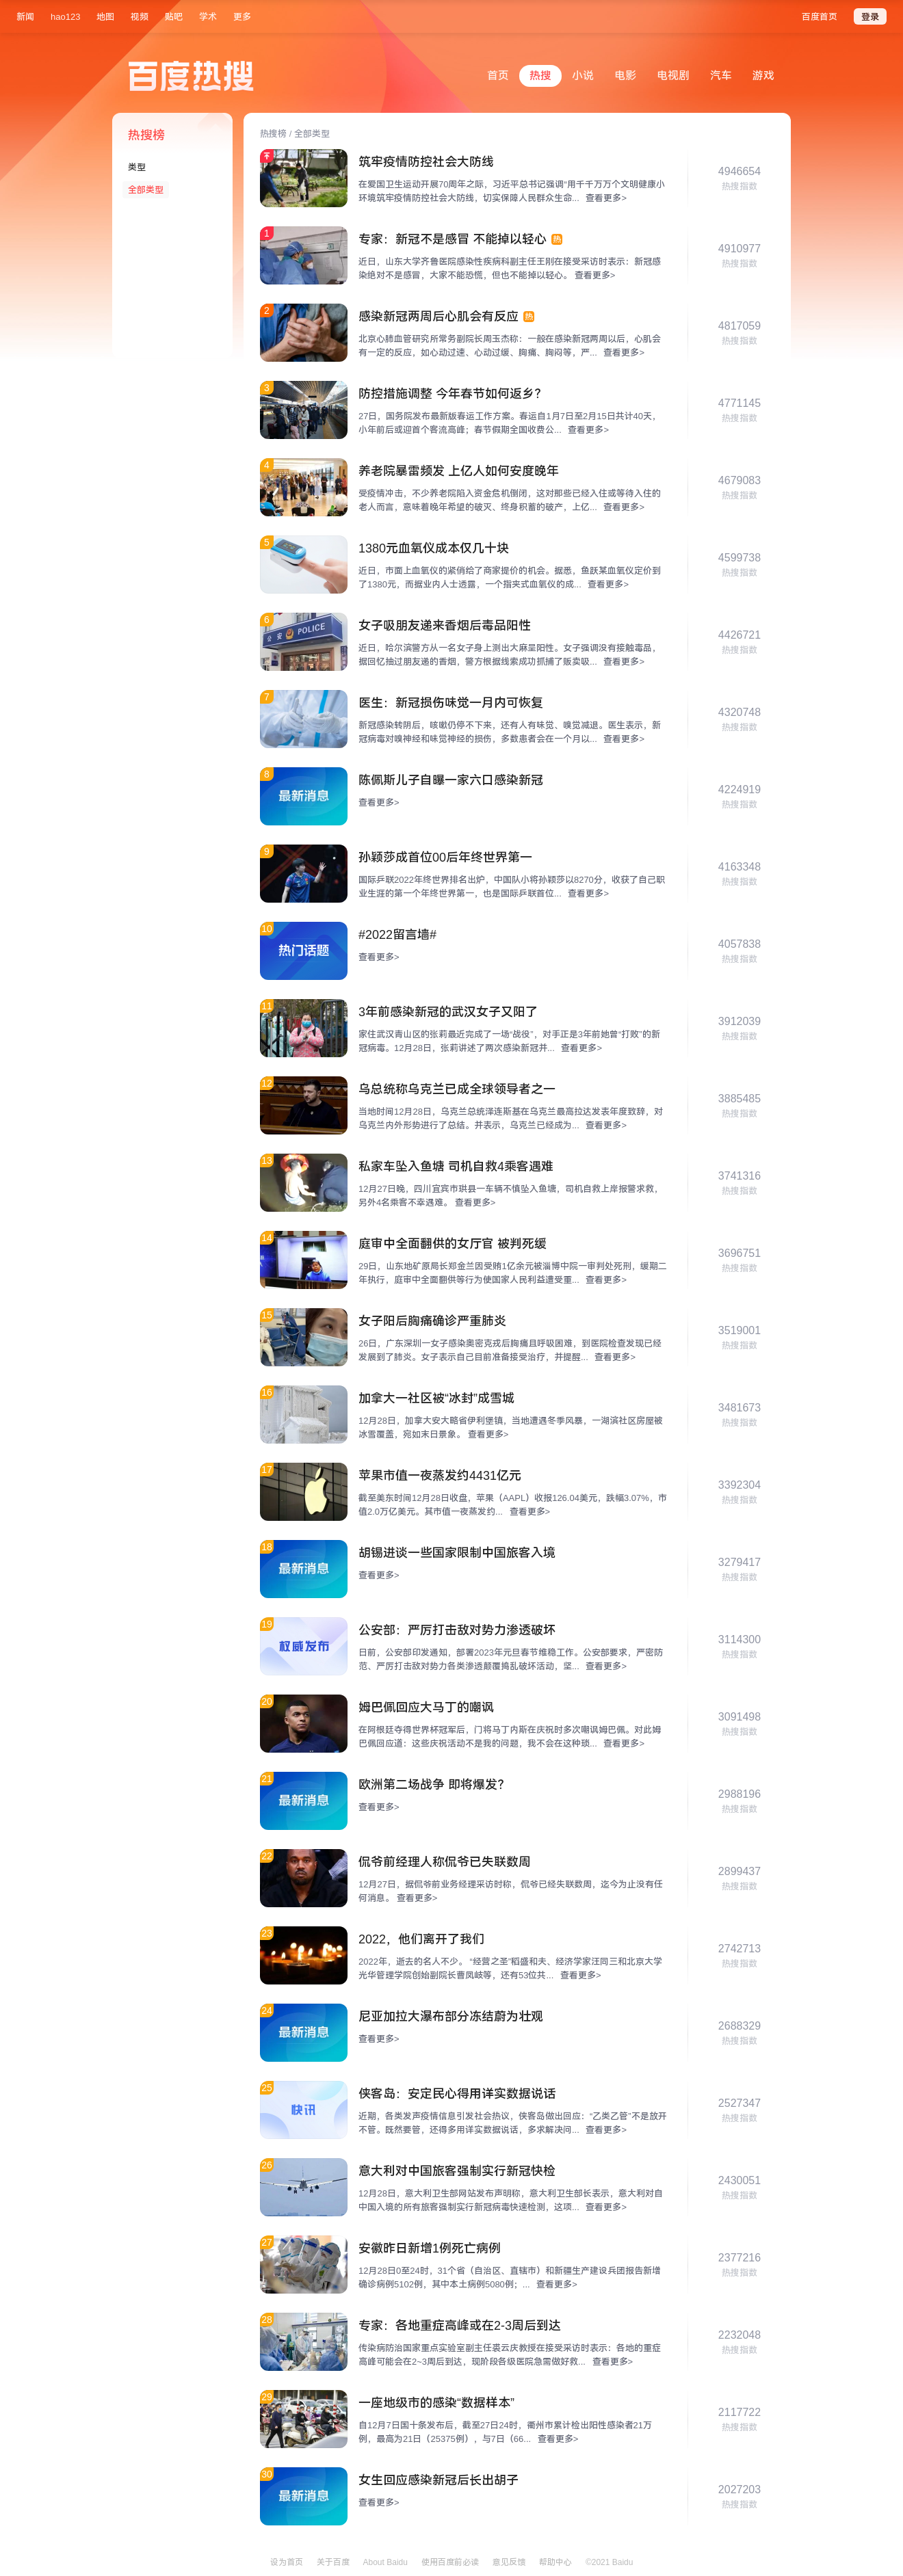 新闻 hao123 地图 视频 贴吧 学术 更多 百度首页 登录
百度热搜
首页 热搜 小说 电影 电视剧 汽车 游戏
热搜榜
类型
全部类型
热搜榜 / 全部类型
筑牢疫情防控社会大防线
在爱国卫生运动开展70周年之际，习近平总书记强调“用千千万万个文明健康小
环境筑牢疫情防控社会大防线，切实保障人民群众生命... 查看更多>
4946654
热搜指数
1
专家：新冠不是感冒 不能掉以轻心 热
近日，山东大学齐鲁医院感染性疾病科副主任王刚在接受采访时表示：新冠感
染绝对不是感冒，大家不能恐慌，但也不能掉以轻心。 查看更多>
4910977
热搜指数
2
感染新冠两周后心肌会有反应 热
北京心肺血管研究所常务副院长周玉杰称：一般在感染新冠两周以后，心肌会
有一定的反应，如心动过速、心动过缓、胸痛、胸闷等，严... 查看更多>
4817059
热搜指数
3
防控措施调整 今年春节如何返乡？
27日，国务院发布最新版春运工作方案。春运自1月7日至2月15日共计40天，
小年前后或迎首个客流高峰；春节假期全国收费公... 查看更多>
4771145
热搜指数
4
养老院暴雷频发 上亿人如何安度晚年
受疫情冲击，不少养老院陷入资金危机倒闭，这对那些已经入住或等待入住的
老人而言，意味着晚年希望的破灭、终身积蓄的破产，上亿... 查看更多>
4679083
热搜指数
5
1380元血氧仪成本仅几十块
近日，市面上血氧仪的紧俏给了商家提价的机会。据悉，鱼跃某血氧仪定价到
了1380元，而据业内人士透露，一个指夹式血氧仪的成... 查看更多>
4599738
热搜指数
6
公安 POLICE
女子吸朋友递来香烟后毒品阳性
近日，哈尔滨警方从一名女子身上测出大麻呈阳性。女子强调没有接触毒品，
据回忆抽过朋友递的香烟，警方根据线索成功抓捕了贩卖吸... 查看更多>
4426721
热搜指数
7
医生：新冠损伤味觉一月内可恢复
新冠感染转阴后，咳嗽仍停不下来，还有人有味觉、嗅觉减退。医生表示，新
冠病毒对嗅神经和味觉神经的损伤，多数患者会在一个月以... 查看更多>
4320748
热搜指数
8
最新消息
陈佩斯儿子自曝一家六口感染新冠
查看更多>
4224919
热搜指数
9
孙颖莎成首位00后年终世界第一
国际乒联2022年终世界排名出炉，中国队小将孙颖莎以8270分，收获了自己职
业生涯的第一个年终世界第一，也是国际乒联首位... 查看更多>
4163348
热搜指数
10
热门话题
#2022留言墙#
查看更多>
4057838
热搜指数
11
3年前感染新冠的武汉女子又阳了
家住武汉青山区的张莉最近完成了一场“战役”，对手正是3年前她曾“打败”的新
冠病毒。12月28日，张莉讲述了两次感染新冠并... 查看更多>
3912039
热搜指数
12
乌总统称乌克兰已成全球领导者之一
当地时间12月28日，乌克兰总统泽连斯基在乌克兰最高拉达发表年度致辞，对
乌克兰内外形势进行了总结。并表示，乌克兰已经成为... 查看更多>
3885485
热搜指数
13
私家车坠入鱼塘 司机自救4乘客遇难
12月27日晚，四川宜宾市珙县一车辆不慎坠入鱼塘，司机自救上岸报警求救，
另外4名乘客不幸遇难。 查看更多>
3741316
热搜指数
14
庭审中全面翻供的女厅官 被判死缓
29日，山东地矿原局长郑金兰因受贿1亿余元被淄博中院一审判处死刑，缓期二
年执行，庭审中全面翻供等行为使国家人民利益遭受重... 查看更多>
3696751
热搜指数
15
女子阳后胸痛确诊严重肺炎
26日，广东深圳一女子感染奥密克戎后胸痛且呼吸困难，到医院检查发现已经
发展到了肺炎。女子表示自己目前准备接受治疗，并提醒... 查看更多>
3519001
热搜指数
16
加拿大一社区被“冰封”成雪城
12月28日，加拿大安大略省伊利堡镇，当地遭遇冬季风暴，一湖滨社区房屋被
冰雪覆盖，宛如末日景象。 查看更多>
3481673
热搜指数
17
苹果市值一夜蒸发约4431亿元
截至美东时间12月28日收盘，苹果（AAPL）收报126.04美元，跌幅3.07%，市
值2.0万亿美元。其市值一夜蒸发约... 查看更多>
3392304
热搜指数
18
最新消息
胡锡进谈一些国家限制中国旅客入境
查看更多>
3279417
热搜指数
19
权威发布
公安部：严厉打击敌对势力渗透破坏
日前，公安部印发通知，部署2023年元旦春节维稳工作。公安部要求，严密防
范、严厉打击敌对势力各类渗透颠覆捣乱破坏活动，坚... 查看更多>
3114300
热搜指数
20
姆巴佩回应大马丁的嘲讽
在阿根廷夺得世界杯冠军后，门将马丁内斯在庆祝时多次嘲讽姆巴佩。对此姆
巴佩回应道：这些庆祝活动不是我的问题，我不会在这种琐... 查看更多>
3091498
热搜指数
21
最新消息
欧洲第二场战争 即将爆发？
查看更多>
2988196
热搜指数
22
侃爷前经理人称侃爷已失联数周
12月27日，据侃爷前业务经理采访时称，侃爷已经失联数周，迄今为止没有任
何消息。 查看更多>
2899437
热搜指数
23
2022，他们离开了我们
2022年，逝去的名人不少。 “经营之圣”稻盛和夫、经济学家汪同三和北京大学
光华管理学院创始副院长曹凤岐等，还有53位共... 查看更多>
2742713
热搜指数
24
最新消息
尼亚加拉大瀑布部分冻结蔚为壮观
查看更多>
2688329
热搜指数
25
快讯
侠客岛：安定民心得用详实数据说话
近期，各类发声疫情信息引发社会热议，侠客岛做出回应：“乙类乙管”不是放开
不管。既然要管，还得多用详实数据说话，多求解决问... 查看更多>
2527347
热搜指数
26
意大利对中国旅客强制实行新冠快检
12月28日，意大利卫生部网站发布声明称，意大利卫生部长表示，意大利对自
中国入境的所有旅客强制实行新冠病毒快速检测，这项... 查看更多>
2430051
热搜指数
27
安徽昨日新增1例死亡病例
12月28日0至24时，31个省（自治区、直辖市）和新疆生产建设兵团报告新增
确诊病例5102例，其中本土病例5080例；... 查看更多>
2377216
热搜指数
28
专家：各地重症高峰或在2-3周后到达
传染病防治国家重点实验室副主任裘云庆教授在接受采访时表示：各地的重症
高峰可能会在2~3周后到达，现阶段各级医院急需做好救... 查看更多>
2232048
热搜指数
29
一座地级市的感染“数据样本”
自12月7日国十条发布后，截至27日24时，衢州市累计检出阳性感染者21万
例，最高为21日（25375例），与7日（66... 查看更多>
2117722
热搜指数
30
最新消息
女生回应感染新冠后长出胡子
查看更多>
2027203
热搜指数
设为首页 关于百度 About Baidu 使用百度前必读 意见反馈 帮助中心 ©2021 Baidu